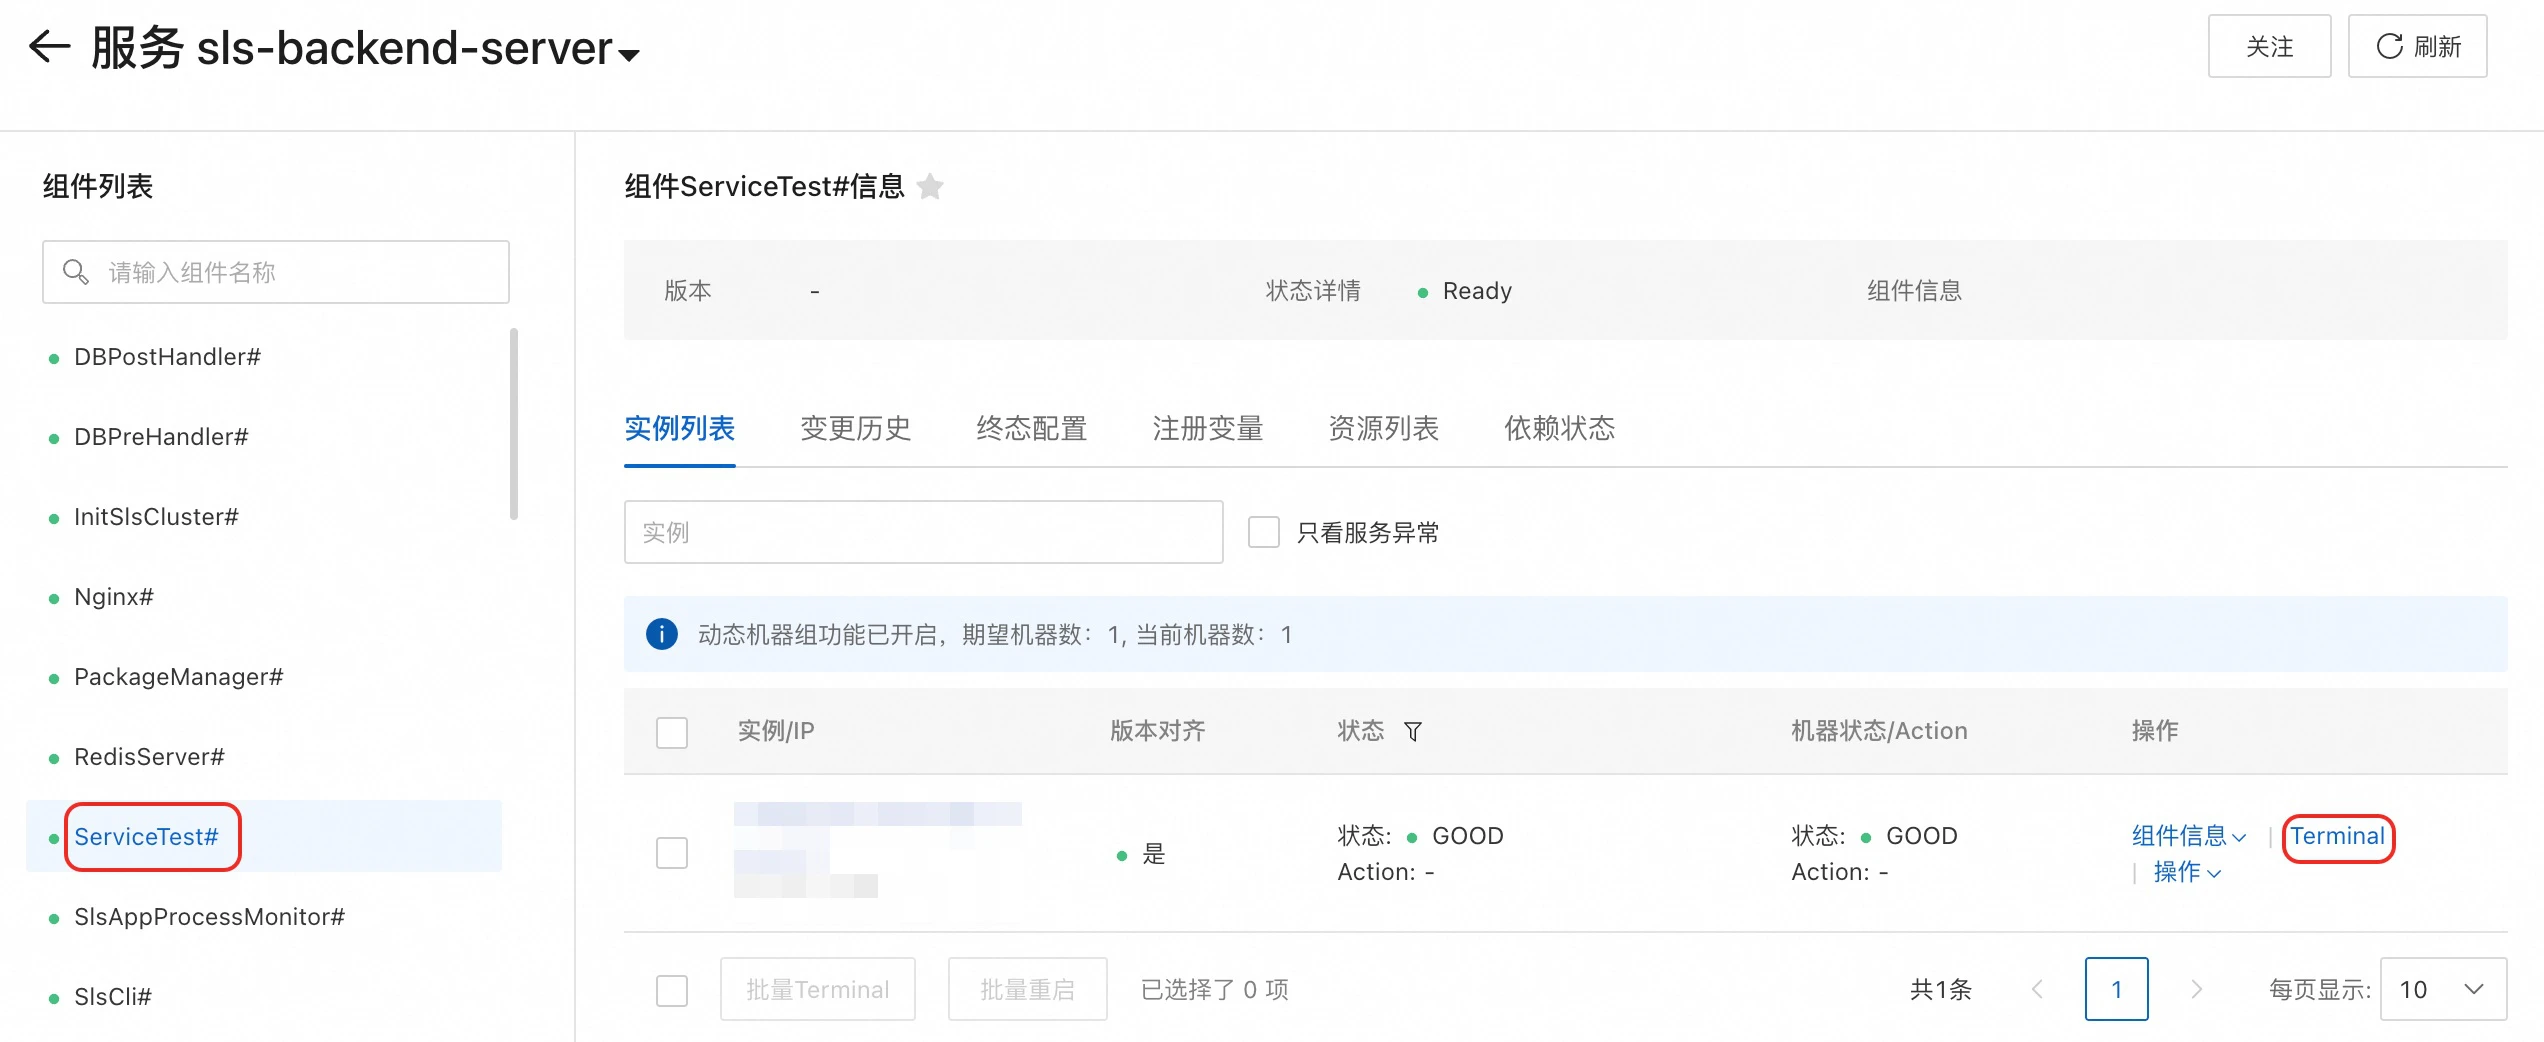 服务 sls-backend-server
关注
刷新
组件列表
请输入组件名称
DBPostHandler#
DBPreHandler#
InitSlsCluster#
Nginx#
PackageManager#
RedisServer#
ServiceTest#
SlsAppProcessMonitor#
SlsCli#
组件ServiceTest#信息
版本 - 状态详情 Ready 组件信息
实例列表 变更历史 终态配置 注册变量 资源列表 依赖状态
实例 只看服务异常
动态机器组功能已开启，期望机器数：1, 当前机器数：1
实例/IP 版本对齐 状态 机器状态/Action 操作
是
状态: GOOD
Action: -
状态: GOOD
Action: -
组件信息 | Terminal
| 操作
批量Terminal 批量重启 已选择了 0 项 共1条 1 每页显示: 10